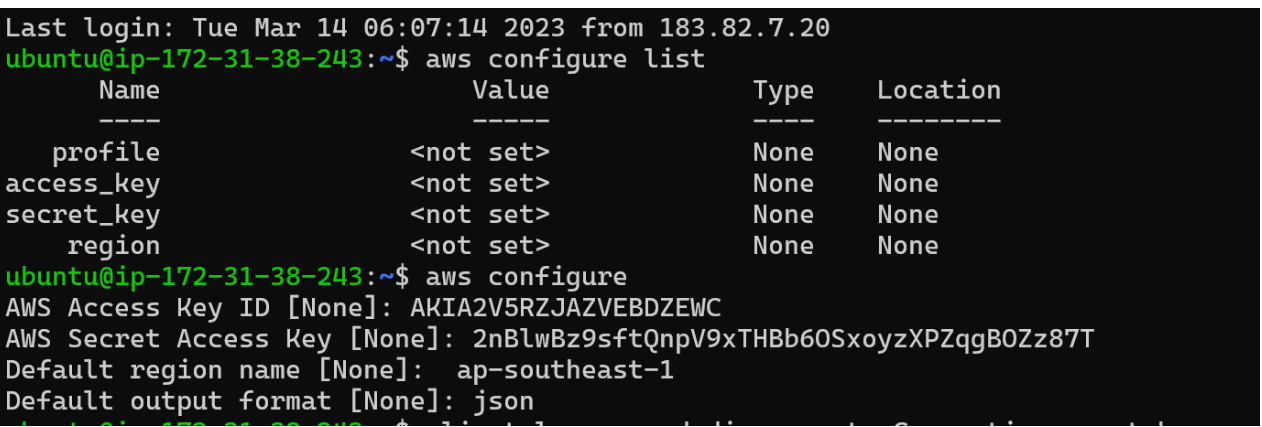 Last login: Tue Mar 14 06:07:14 2023 from 183.82.7.20
ubuntu@ip-172-31-38-243:~$ aws configure list
Name Value Type Location
---- ----- ---- --------
profile <not set> None None
access_key <not set> None None
secret_key <not set> None None
region <not set> None None
ubuntu@ip-172-31-38-243:~$ aws configure
AWS Access Key ID [None]: AKIA2V5RZJAZVEBDZEWC
AWS Secret Access Key [None]: 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
Default region name [None]:  ap-southeast-1
Default output format [None]: json